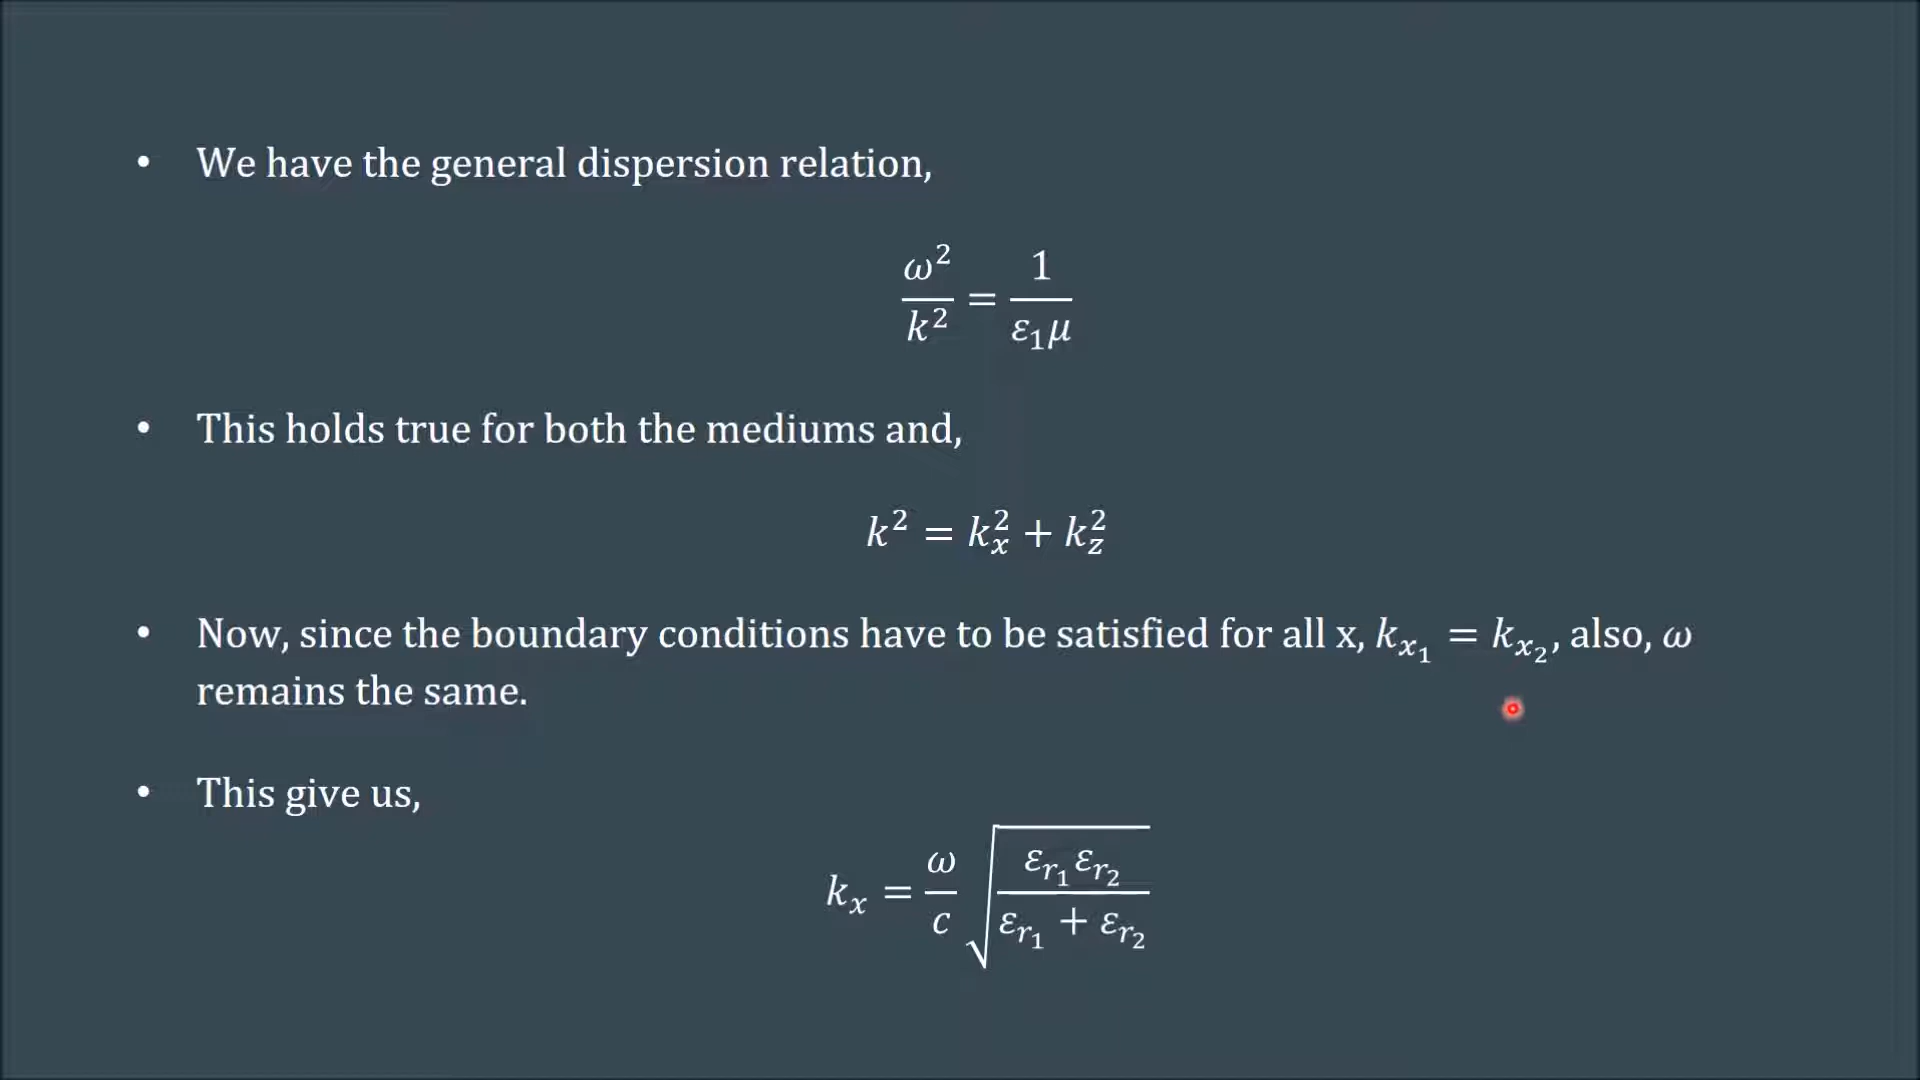 • We have the general dispersion relation,
ω²/k² = 1/(ε₁μ)
• This holds true for both the mediums and,
k² = kₓ² + k_z²
• Now, since the boundary conditions have to be satisfied for all x, k_{x₁} = k_{x₂}, also, ω
remains the same.
• This give us,
kₓ = ω/c √(ε_{r₁} ε_{r₂} / (ε_{r₁} + ε_{r₂}))